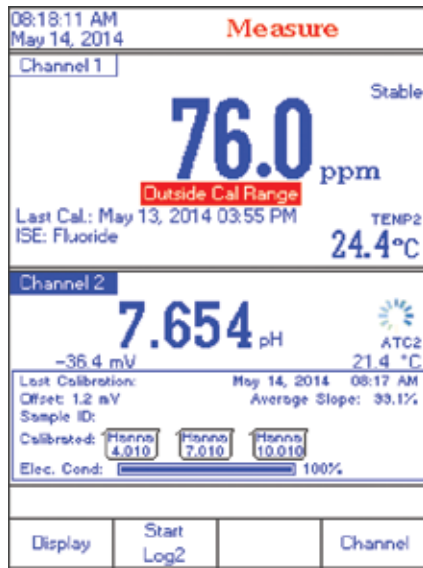 08:18:11 AM
May 14, 2014
Measure
Channel 1
Stable
76.0 ppm
Outside Cal Range
Last Cal.: May 13, 2014 03:55 PM
ISE: Fluoride
TEMP2
24.4°C
Channel 2
7.654 pH
ATC2
-36.4 mV
21.4 °C
Last Calibration: May 14, 2014 08:17 AM
Offset: 1.2 mV Average Slope: 99.1%
Sample ID:
Calibrated: Hanna 4.010 Hanna 7.010 Hanna 10.010
Elec. Cond: 100%
Display
Start Log2
Channel